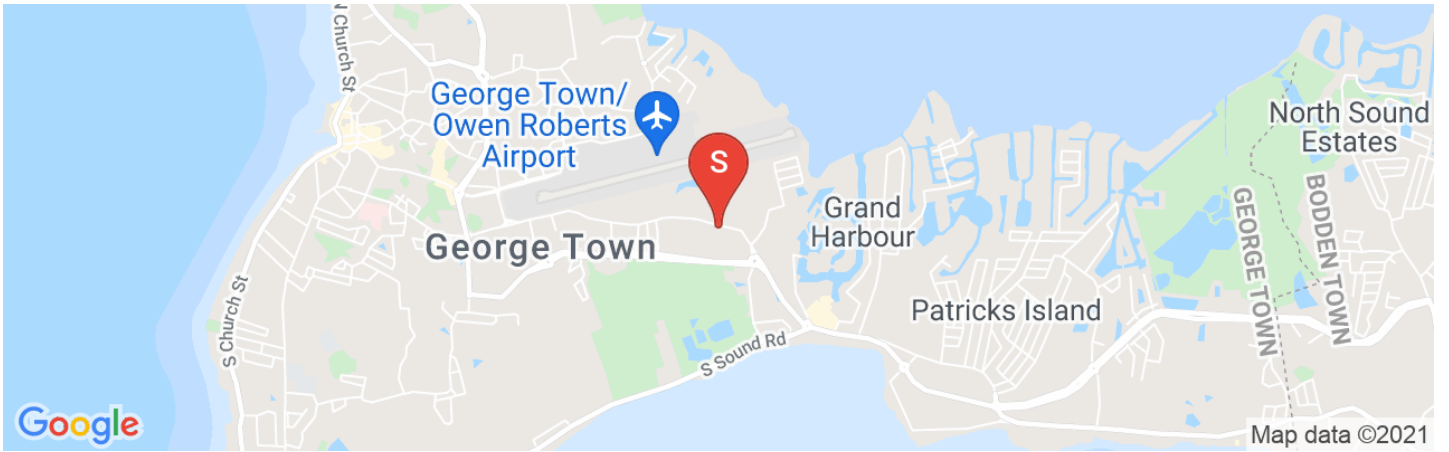 N Church St
George Town/
Owen Roberts
Airport
S
North Sound
Estates
Grand
Harbour
George Town
GEORGE TOWN
BODDEN TOWN
Patricks Island
S Church St
S Sound Rd
Google
Map data ©2021